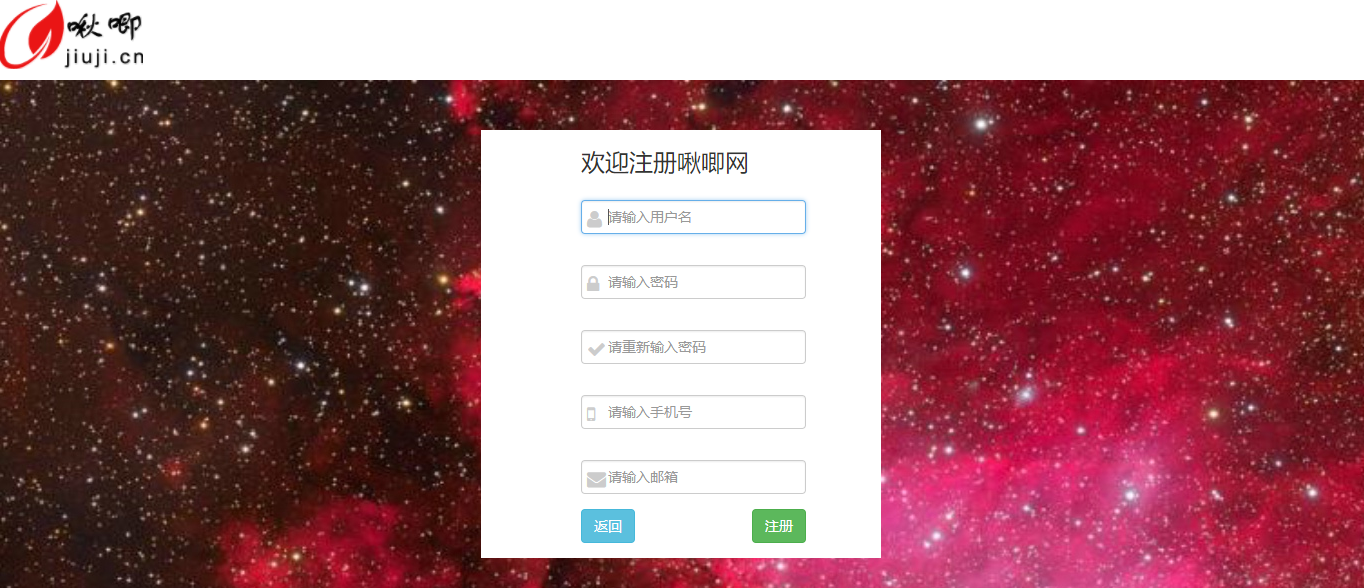 啾唧
jiuji.cn
欢迎注册啾唧网
请输入用户名
请输入密码
请重新输入密码
请输入手机号
请输入邮箱
返回 注册